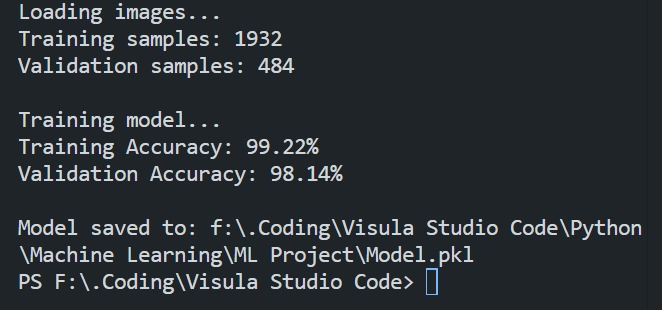 Loading images...
Training samples: 1932
Validation samples: 484
Training model...
Training Accuracy: 99.22%
Validation Accuracy: 98.14%
Model saved to: f:\.Coding\Visula Studio Code\Python
\Machine Learning\ML Project\Model.pkl
PS F:\.Coding\Visula Studio Code>